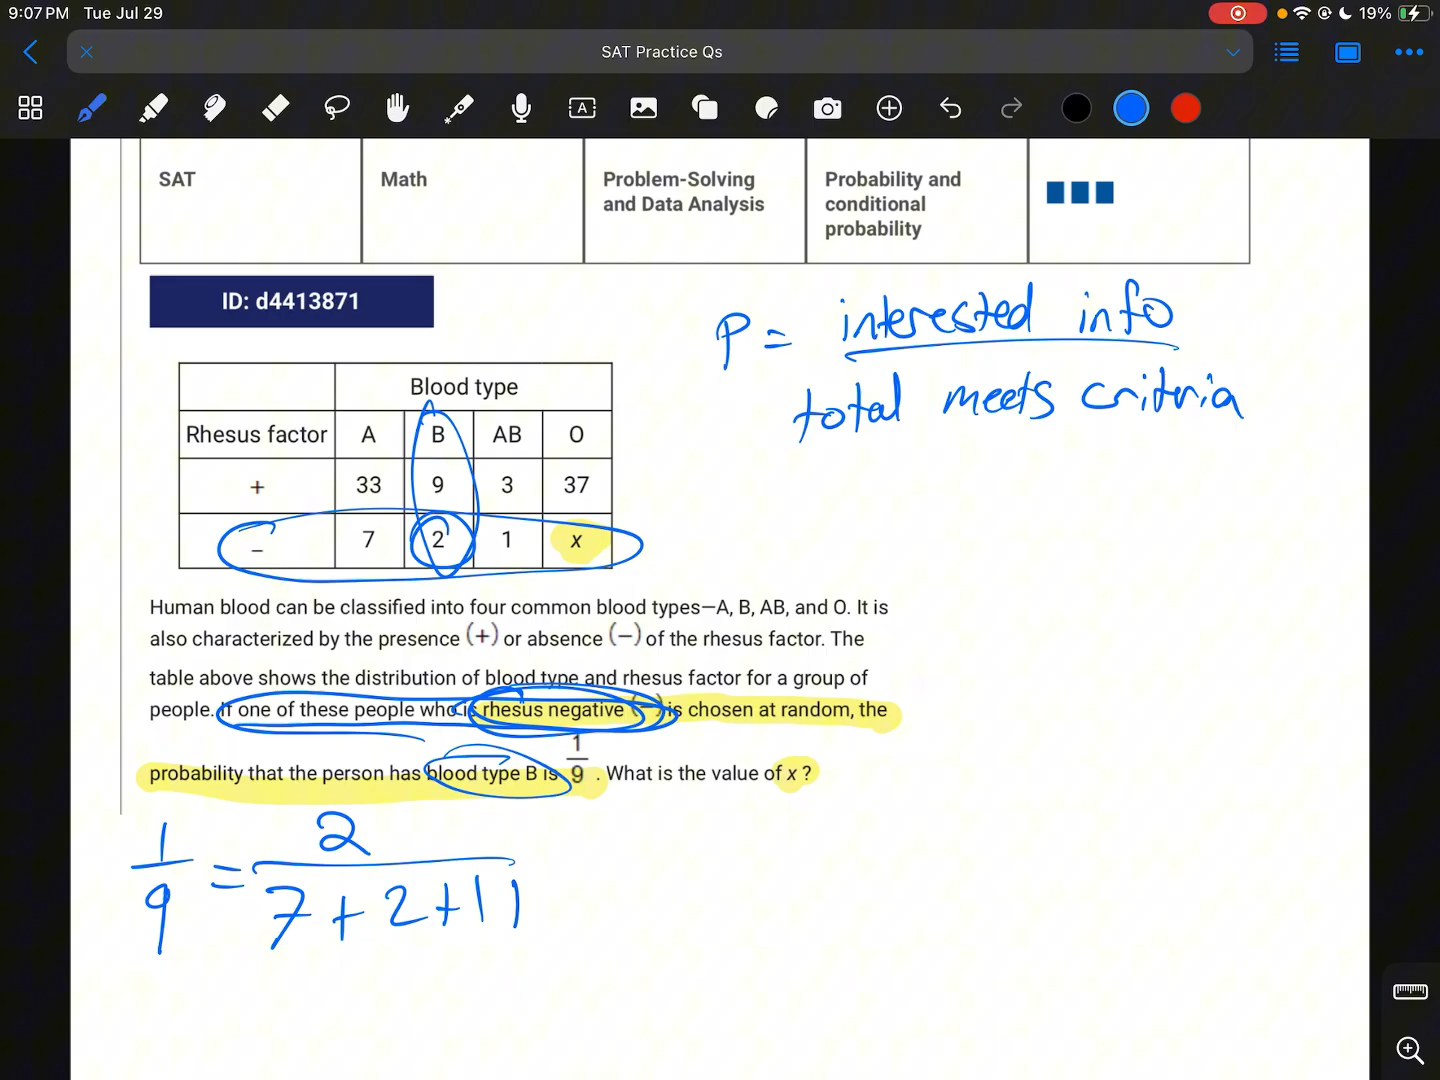 9:07 PM Tue Jul 29
19%
SAT Practice Qs
SAT
Math
Problem-Solving
and Data Analysis
Probability and
conditional
probability
ID: d4413871
P = interested info
total meets criteria
Blood type
Rhesus factor A B AB O
+ 33 9 3 37
− 7 2 1 x
Human blood can be classified into four common blood types—A, B, AB, and O. It is
also characterized by the presence (+) or absence (−) of the rhesus factor. The
table above shows the distribution of blood type and rhesus factor for a group of
people. If one of these people who is rhesus negative (−) is chosen at random, the
probability that the person has blood type B is 1/9. What is the value of x?
1/9 = 2/7+2+11